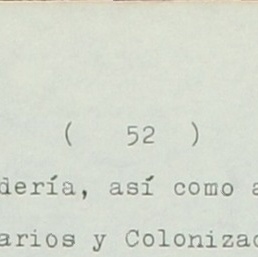 ( 52 )
dería, así como a
arios y Colonizac